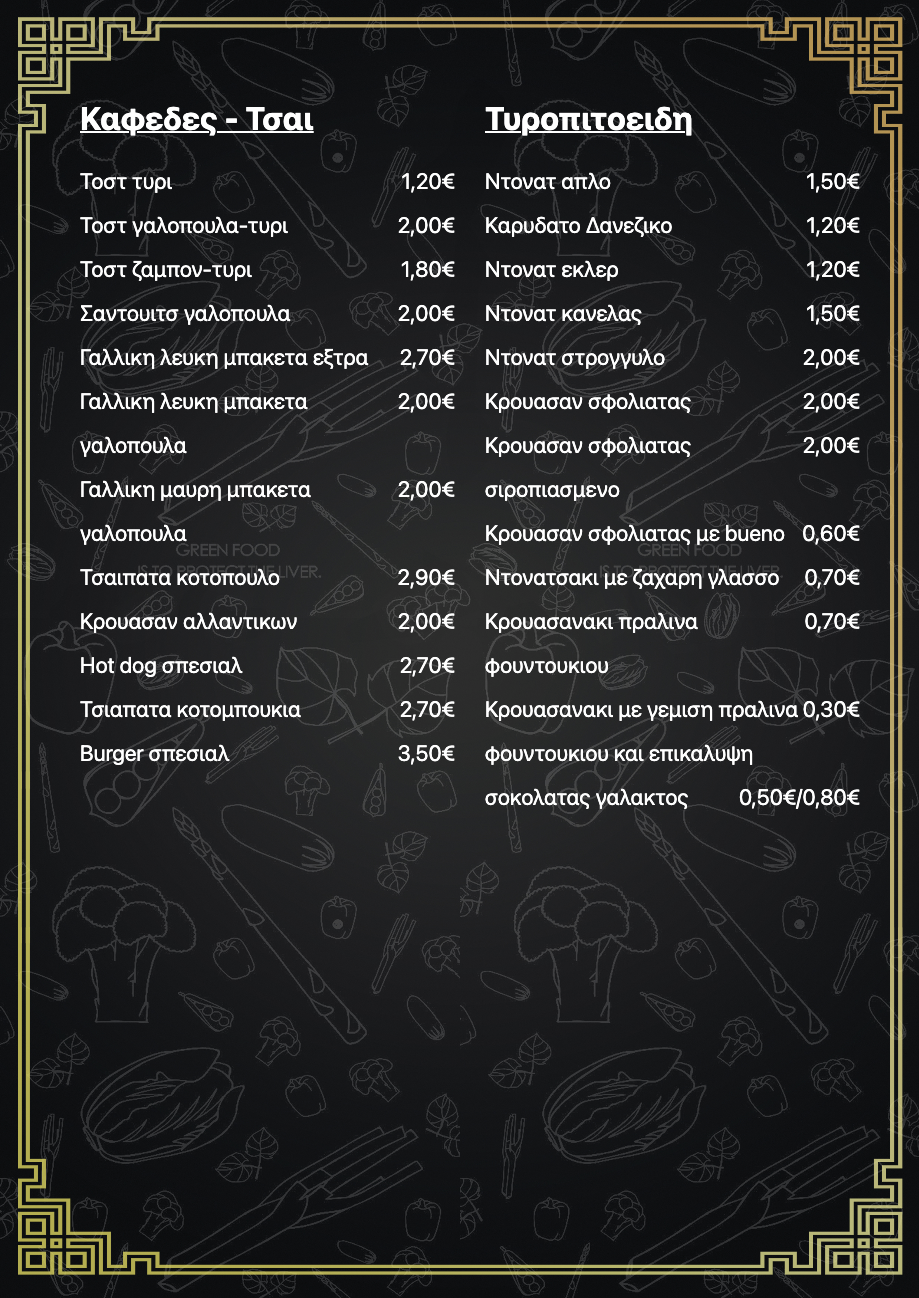 Καφεδες - Τσαι
Τοστ τυρι 1,20€
Τοστ γαλοπουλα-τυρι 2,00€
Τοστ ζαμπον-τυρι 1,80€
Σαντουιτσ γαλοπουλα 2,00€
Γαλλικη λευκη μπακετα εξτρα 2,70€
Γαλλικη λευκη μπακετα 2,00€
γαλοπουλα
Γαλλικη μαυρη μπακετα 2,00€
γαλοπουλα
GREEN FOOD
IS TO PROTECT THE LIVER.
Τσαιπατα κοτοπουλο 2,90€
Κρουασαν αλλαντικων 2,00€
Hot dog σπεσιαλ 2,70€
Τσιαπατα κοτομπουκια 2,70€
Burger σπεσιαλ 3,50€
Τυροπιτοειδη
Ντονατ απλο 1,50€
Καρυδατο Δανεζικο 1,20€
Ντονατ εκλερ 1,20€
Ντονατ κανελας 1,50€
Ντονατ στρογγυλο 2,00€
Κρουασαν σφολιατας 2,00€
Κρουασαν σφολιατας 2,00€
σιροπιασμενο
Κρουασαν σφολιατας με bueno 0,60€
GREEN FOOD
IS TO PROTECT THE LIVER.
Ντονατσακι με ζαχαρη γλασσο 0,70€
Κρουασανακι πραλινα 0,70€
φουντουκιου
Κρουασανακι με γεμιση πραλινα 0,30€
φουντουκιου και επικαλυψη
σοκολατας γαλακτος 0,50€/0,80€